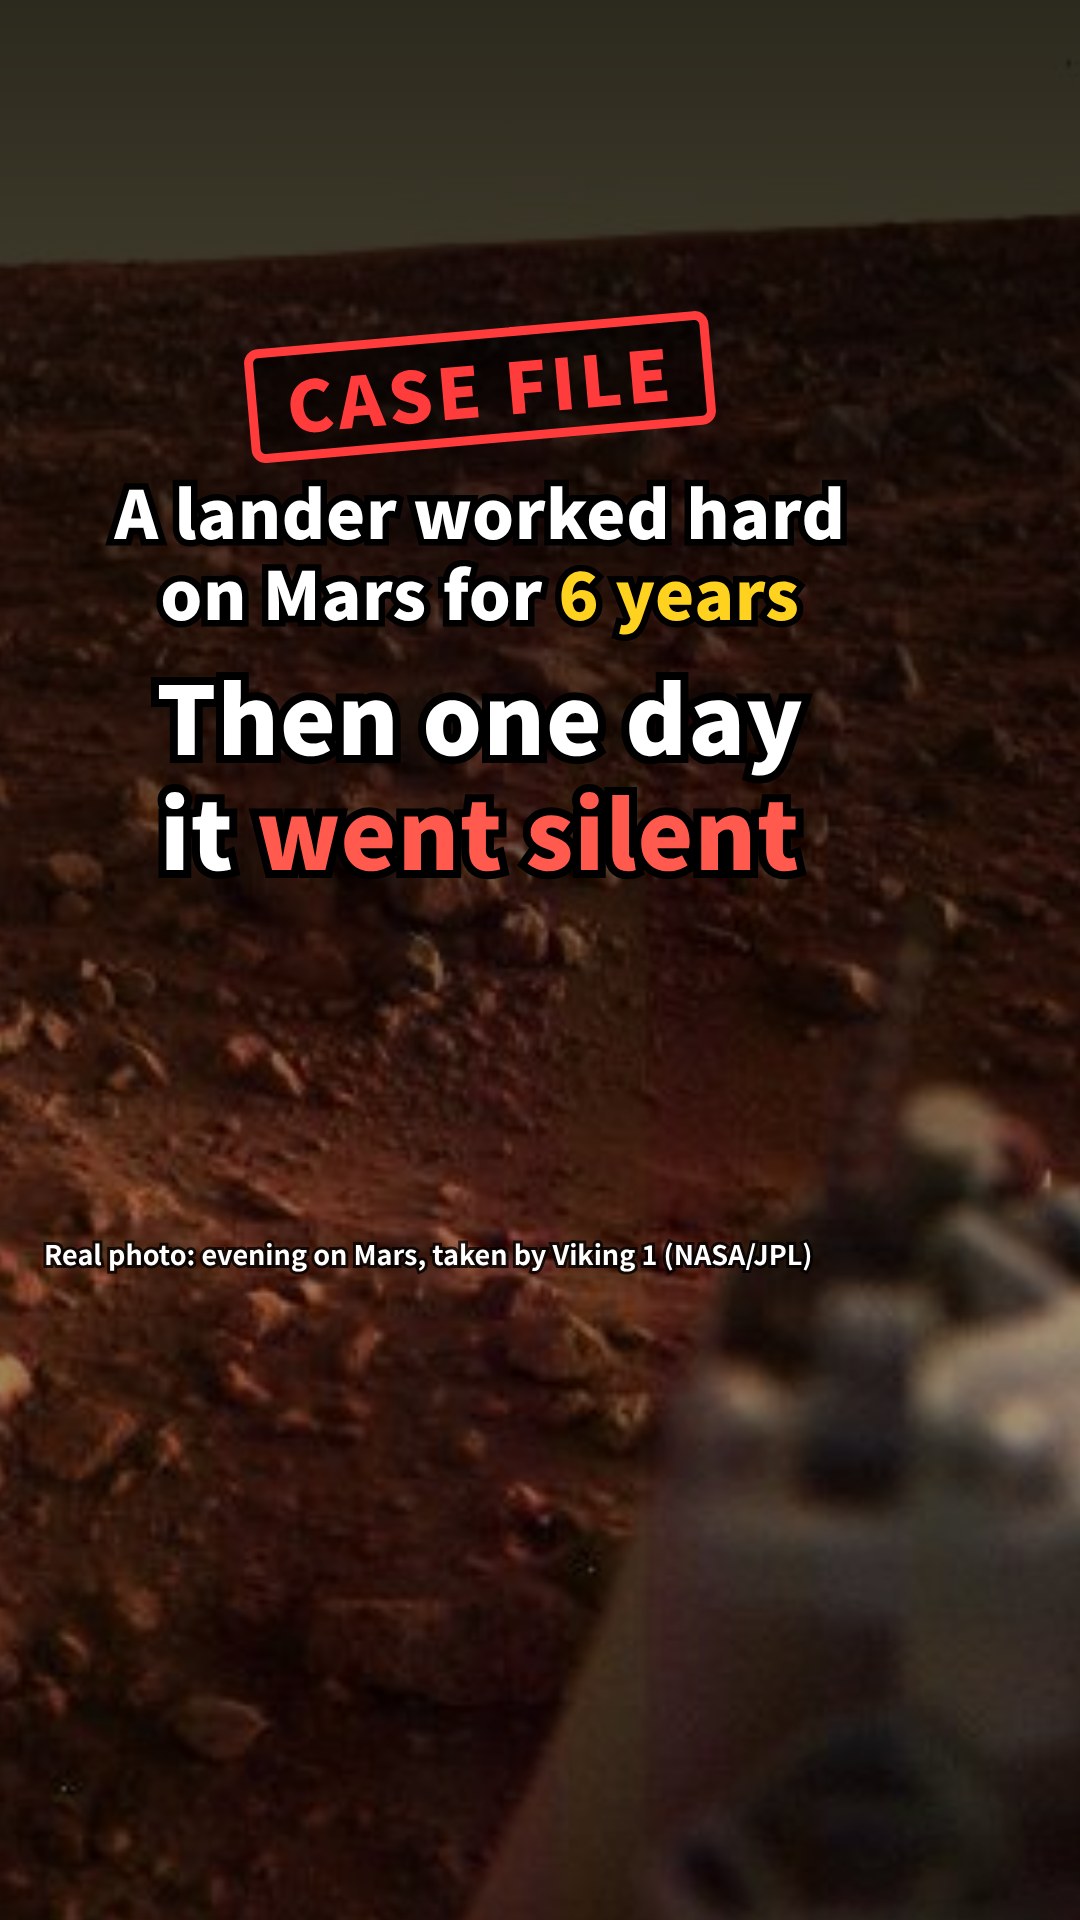 CASE FILE
A lander worked hard
on Mars for 6 years
Then one day
it went silent
Real photo: evening on Mars, taken by Viking 1 (NASA/JPL)